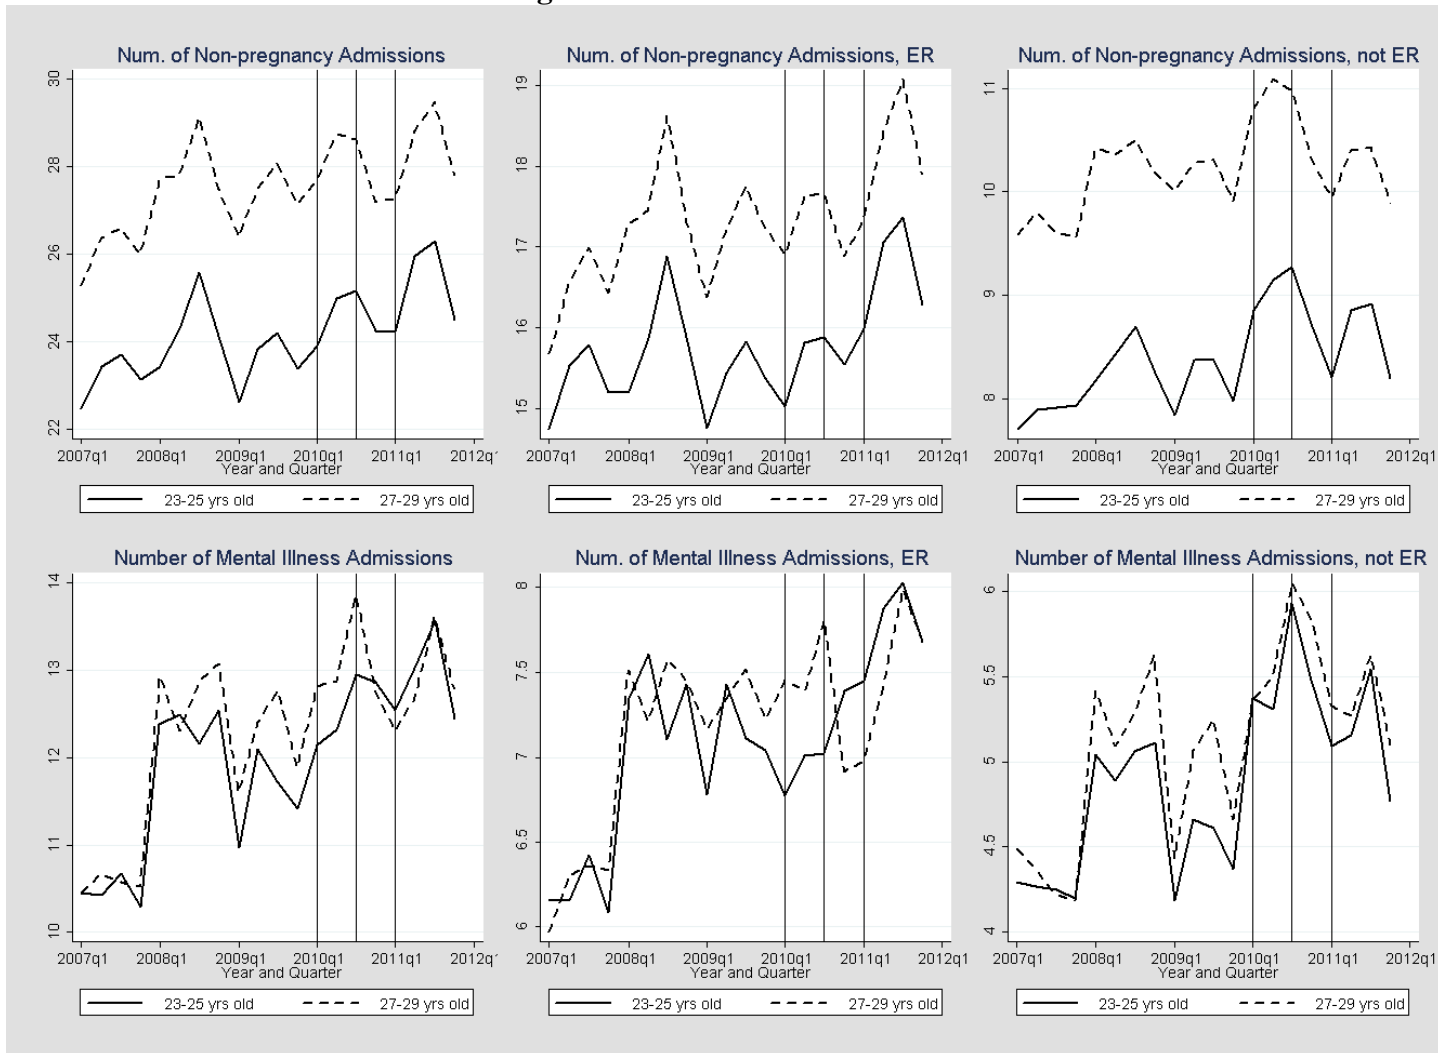 Num. of Non-pregnancy Admissions
30
28
26
24
22
2007q1 2008q1 2009q1 2010q1 2011q1 2012q
Year and Quarter
23-25 yrs old 27-29 yrs old
Num. of Non-pregnancy Admissions, ER
19
18
17
16
15
2007q1 2008q1 2009q1 2010q1 2011q1 2012q1
Year and Quarter
23-25 yrs old 27-29 yrs old
Num. of Non-pregnancy Admissions, not ER
11
10
9
8
2007q1 2008q1 2009q1 2010q1 2011q1 2012q1
Year and Quarter
23-25 yrs old 27-29 yrs old
Number of Mental Illness Admissions
14
13
12
11
10
2007q1 2008q1 2009q1 2010q1 2011q1 2012q
Year and Quarter
23-25 yrs old 27-29 yrs old
Num. of Mental Illness Admissions, ER
8
7.5
7
6.5
6
2007q1 2008q1 2009q1 2010q1 2011q1 2012q1
Year and Quarter
23-25 yrs old 27-29 yrs old
Number of Mental Illness Admissions, not ER
6
5.5
5
4.5
4
2007q1 2008q1 2009q1 2010q1 2011q1 2012q1
Year and Quarter
23-25 yrs old 27-29 yrs old